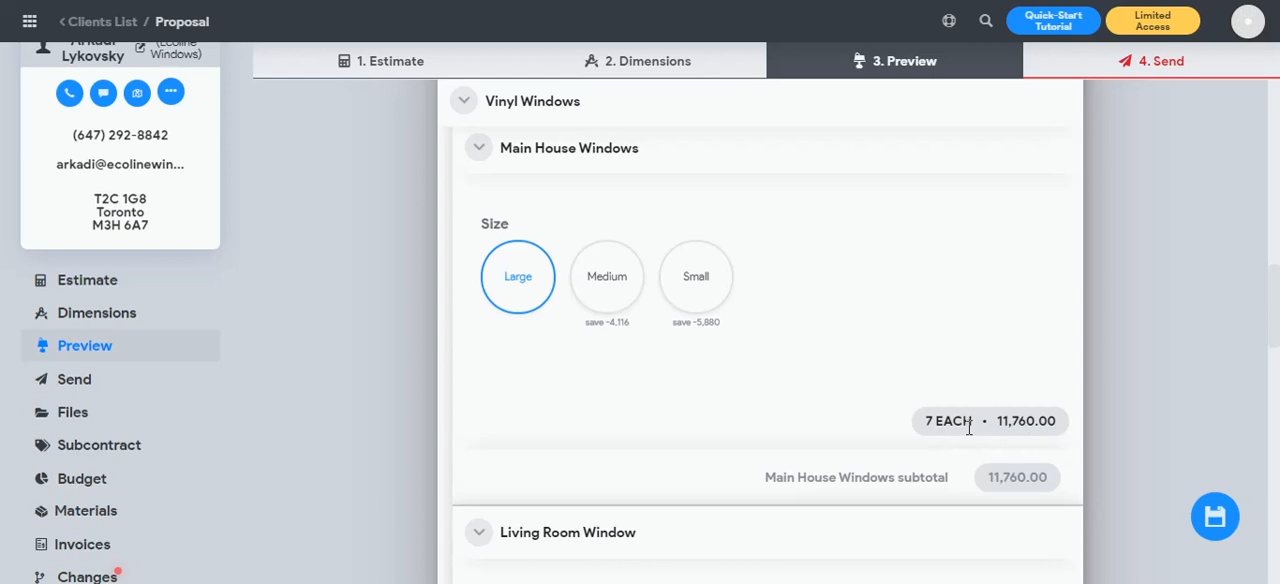 Clients List / Proposal
Quick-Start Tutorial
Limited Access
Arkadi Lykovsky
(Ecoline Windows)
(647) 292-8842
arkadi@ecolinewin...
T2C 1G8
Toronto
M3H 6A7
Estimate
Dimensions
Preview
Send
Files
Subcontract
Budget
Materials
Invoices
Changes
1. Estimate
2. Dimensions
3. Preview
4. Send
Vinyl Windows
Main House Windows
Size
Large
Medium
Small
save -4,116
save -5,880
7 EACH • 11,760.00
Main House Windows subtotal 11,760.00
Living Room Window